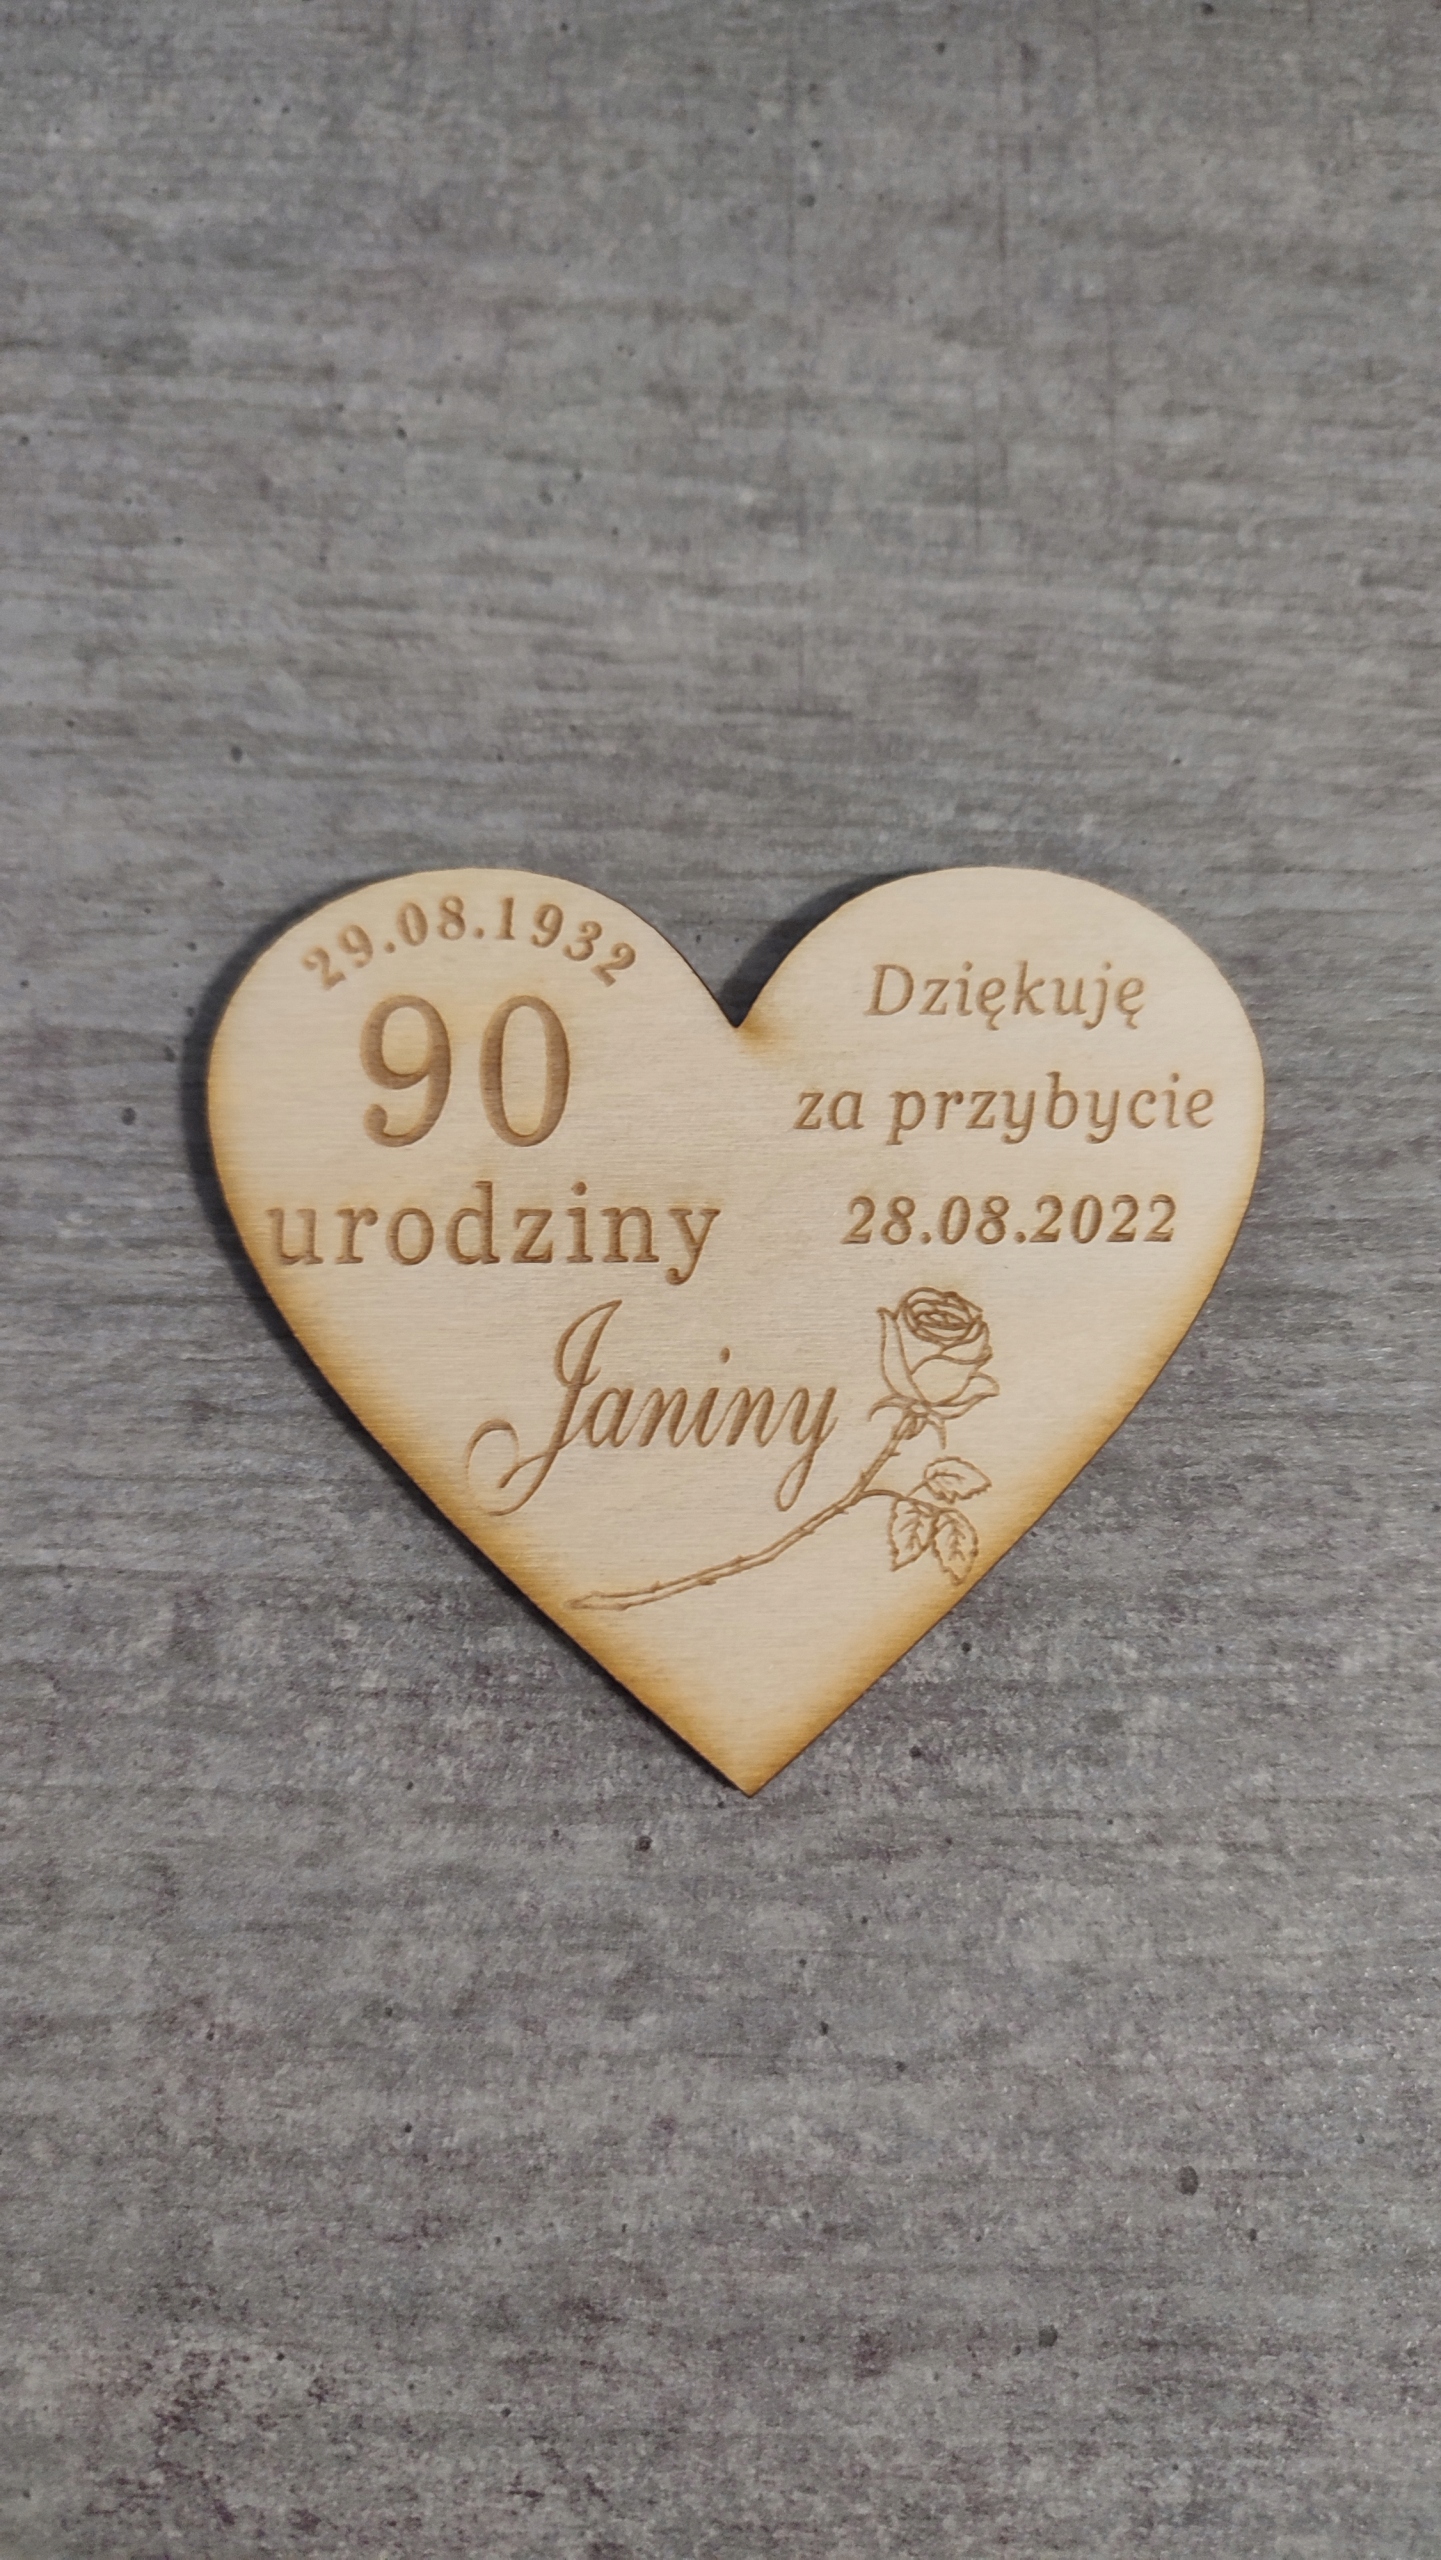 29.08.1932
90
urodziny
Dziękuję
za przybycie
28.08.2022
Janiny